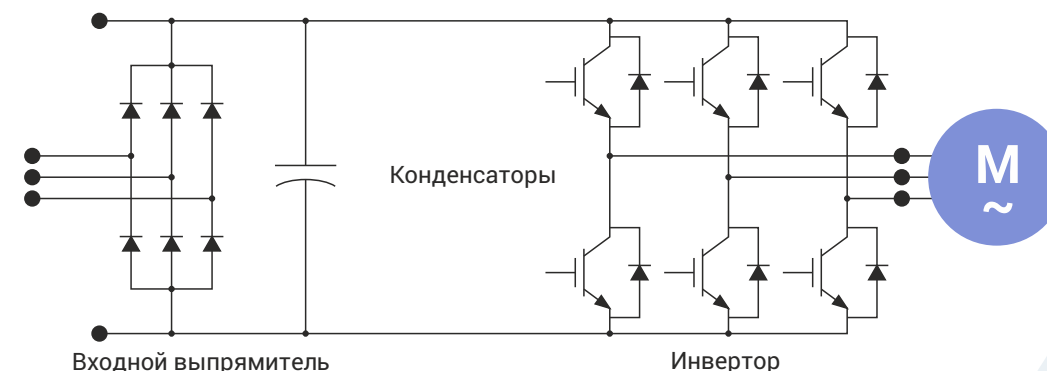 Конденсаторы
M
~
Входной выпрямитель
Инвертор